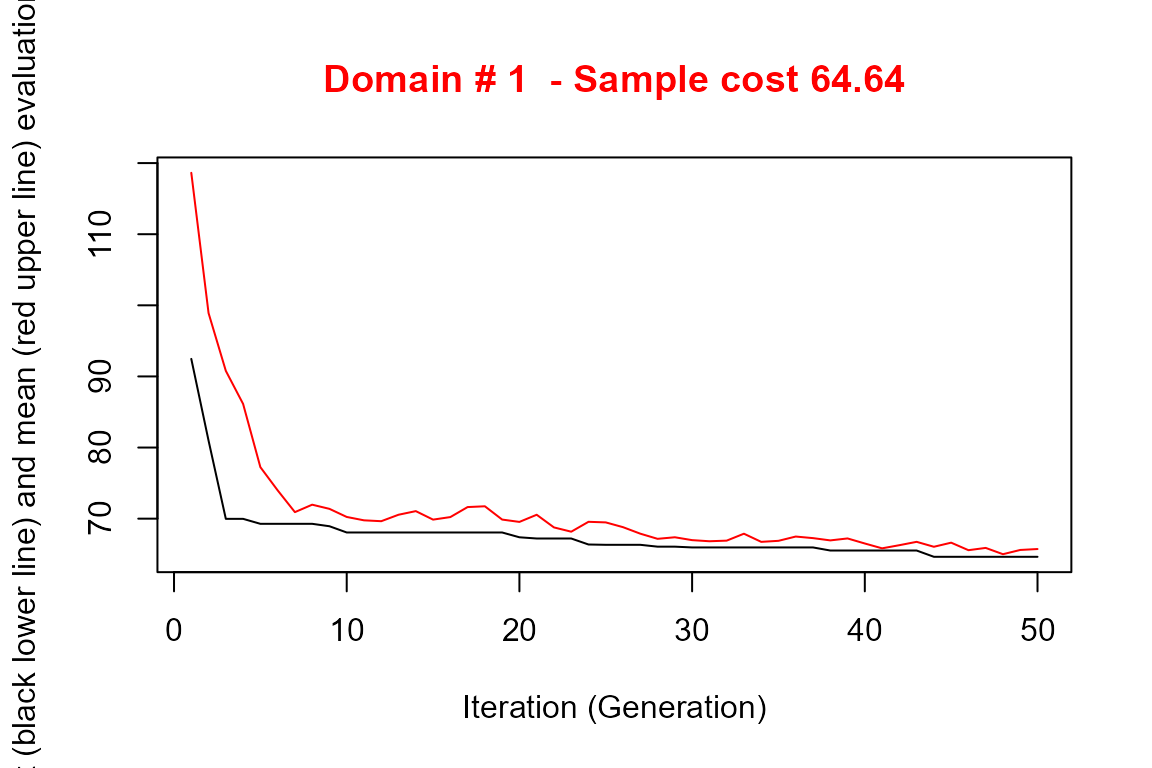 Domain # 1 - Sample cost 64.64
(black lower line) and mean (red upper line)
110
90
80
70
0 10 20 30 40 50
Iteration (Generation)